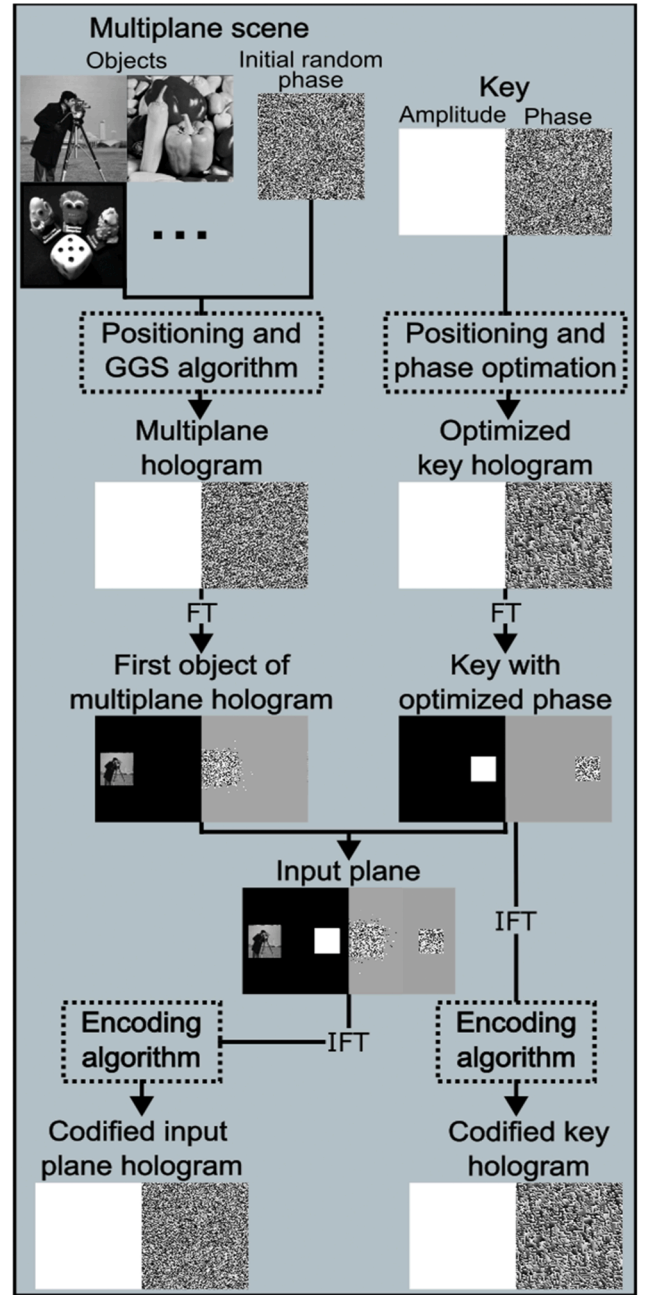 Multiplane scene
Objects
Initial random
phase
Key
Amplitude Phase
...
Positioning and
GGS algorithm
Positioning and
phase optimation
Multiplane
hologram
Optimized
key hologram
FT
FT
First object of
multiplane hologram
Key with
optimized phase
Input plane
IFT
Encoding
algorithm
IFT
Encoding
algorithm
Codified input
plane hologram
Codified key
hologram